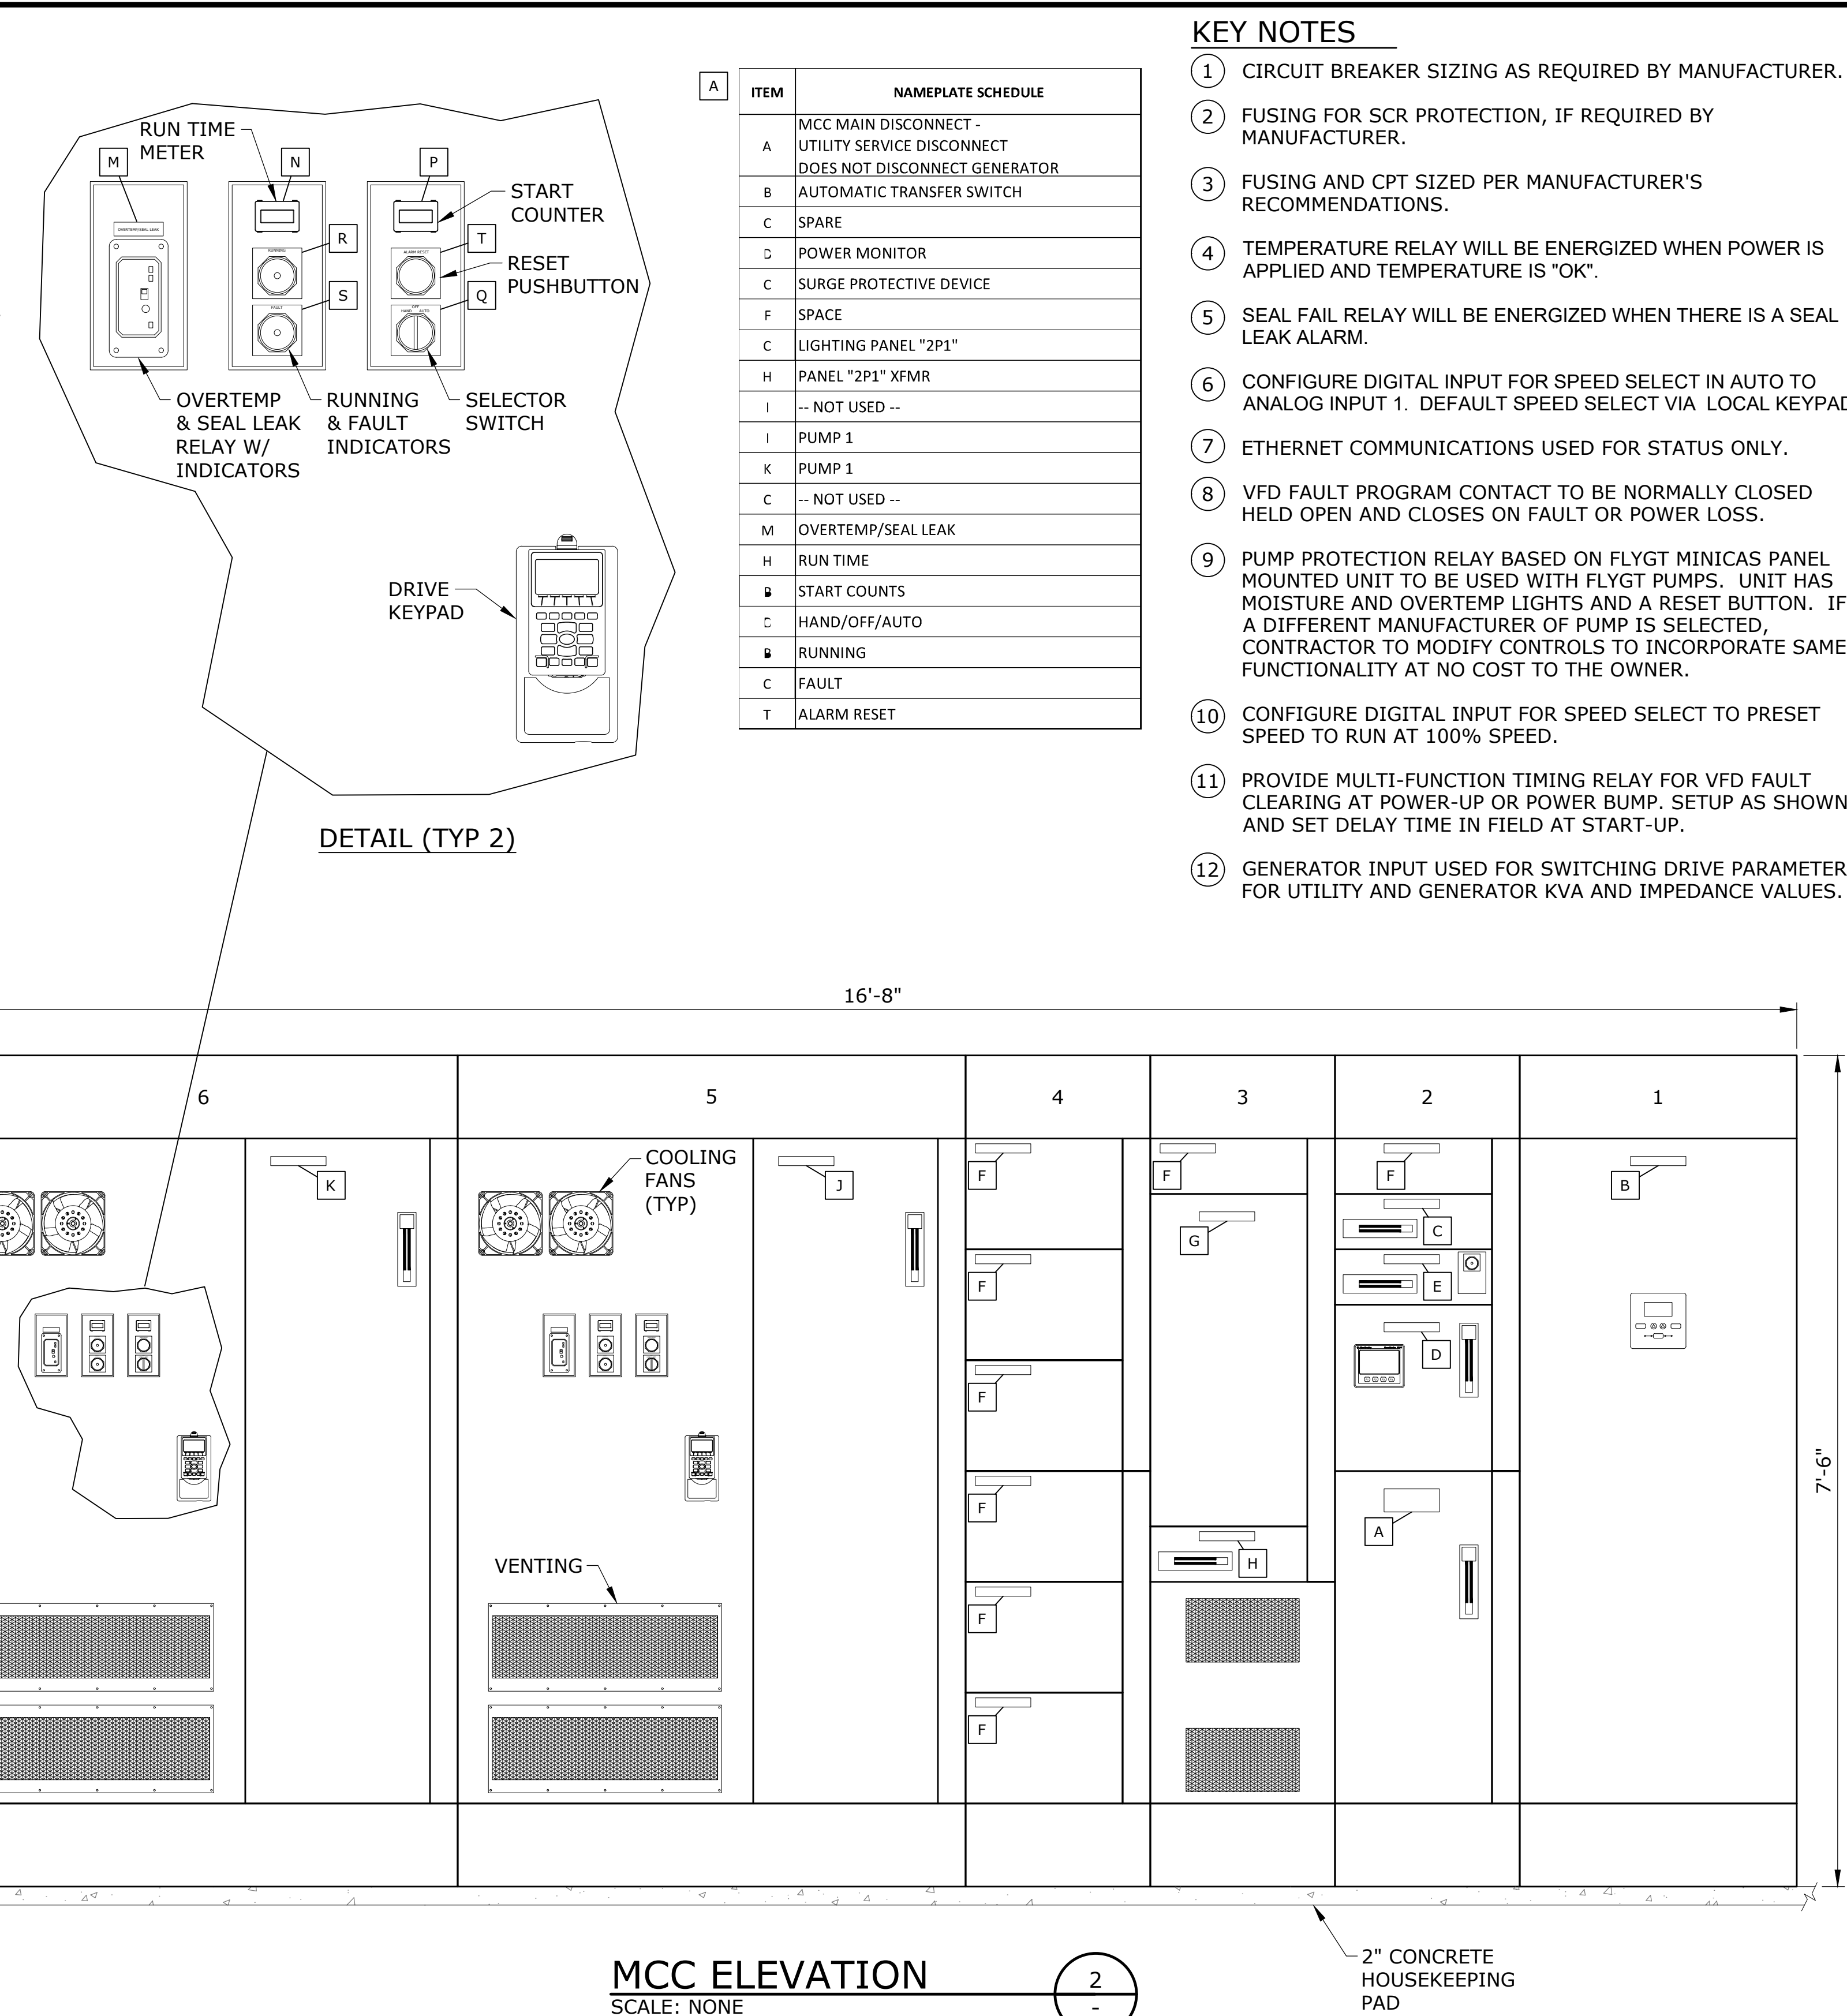 KEY NOTES
1 CIRCUIT BREAKER SIZING AS REQUIRED BY MANUFACTURER.
2 FUSING FOR SCR PROTECTION, IF REQUIRED BY
MANUFACTURER.
3 FUSING AND CPT SIZED PER MANUFACTURER'S
RECOMMENDATIONS.
4 TEMPERATURE RELAY WILL BE ENERGIZED WHEN POWER IS
APPLIED AND TEMPERATURE IS "OK".
5 SEAL FAIL RELAY WILL BE ENERGIZED WHEN THERE IS A SEAL
LEAK ALARM.
6 CONFIGURE DIGITAL INPUT FOR SPEED SELECT IN AUTO TO
ANALOG INPUT 1. DEFAULT SPEED SELECT VIA LOCAL KEYPAD
7 ETHERNET COMMUNICATIONS USED FOR STATUS ONLY.
8 VFD FAULT PROGRAM CONTACT TO BE NORMALLY CLOSED
HELD OPEN AND CLOSES ON FAULT OR POWER LOSS.
9 PUMP PROTECTION RELAY BASED ON FLYGT MINICAS PANEL
MOUNTED UNIT TO BE USED WITH FLYGT PUMPS. UNIT HAS
MOISTURE AND OVERTEMP LIGHTS AND A RESET BUTTON. IF
A DIFFERENT MANUFACTURER OF PUMP IS SELECTED,
CONTRACTOR TO MODIFY CONTROLS TO INCORPORATE SAME
FUNCTIONALITY AT NO COST TO THE OWNER.
10 CONFIGURE DIGITAL INPUT FOR SPEED SELECT TO PRESET
SPEED TO RUN AT 100% SPEED.
11 PROVIDE MULTI-FUNCTION TIMING RELAY FOR VFD FAULT
CLEARING AT POWER-UP OR POWER BUMP. SETUP AS SHOWN
AND SET DELAY TIME IN FIELD AT START-UP.
12 GENERATOR INPUT USED FOR SWITCHING DRIVE PARAMETER
FOR UTILITY AND GENERATOR KVA AND IMPEDANCE VALUES.
A
ITEM NAMEPLATE SCHEDULE
MCC MAIN DISCONNECT -
A UTILITY SERVICE DISCONNECT
DOES NOT DISCONNECT GENERATOR
B AUTOMATIC TRANSFER SWITCH
C SPARE
POWER MONITOR
C SURGE PROTECTIVE DEVICE
F SPACE
C LIGHTING PANEL "2P1"
H PANEL "2P1" XFMR
I -- NOT USED --
I PUMP 1
K PUMP 1
C -- NOT USED --
M OVERTEMP/SEAL LEAK
H RUN TIME
START COUNTS
HAND/OFF/AUTO
RUNNING
C FAULT
T ALARM RESET
RUN TIME
METER
M
N
P
START
COUNTER
OVERTEMP/SEAL LEAK
R
T
RUNNING
ALARM RESET
RESET
PUSHBUTTON
S
Q
FAULT
OFF
HAND AUTO
OVERTEMP
& SEAL LEAK
RELAY W/
INDICATORS
RUNNING
& FAULT
INDICATORS
SELECTOR
SWITCH
DRIVE
KEYPAD
DETAIL (TYP 2)
16'-8"
6
5
4
3
2
1
K
COOLING
FANS
(TYP)
J
F
F
F
B
C
G
F
E
D
F
F
A
H
VENTING
F
F
7'-6"
2" CONCRETE
HOUSEKEEPING
PAD
MCC ELEVATION
SCALE: NONE
2
-